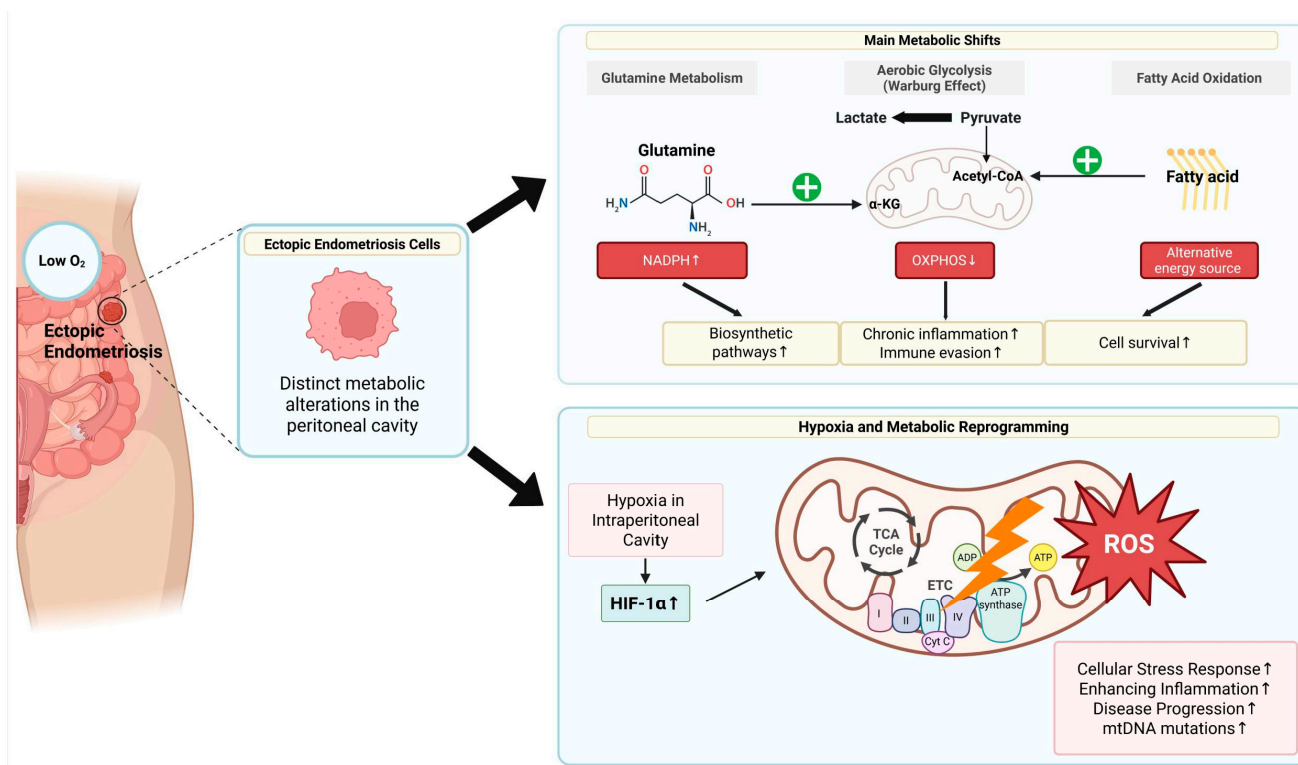 Low O₂
Ectopic
Endometriosis
Ectopic Endometriosis Cells
Distinct metabolic
alterations in the
peritoneal cavity
Main Metabolic Shifts
Glutamine Metabolism
Aerobic Glycolysis
(Warburg Effect)
Fatty Acid Oxidation
Lactate
Pyruvate
Glutamine
O
O
H₂N
OH
NH₂
Acetyl-CoA
α-KG
Fatty acid
NADPH↑
OXPHOS↓
Alternative
energy source
Biosynthetic
pathways↑
Chronic inflammation↑
Immune evasion↑
Cell survival↑
Hypoxia and Metabolic Reprogramming
Hypoxia in
Intraperitoneal
Cavity
HIF-1α↑
TCA
Cycle
ETC
ADP
ATP
ROS
I
II
III
IV
Cyt C
ATP
synthase
Cellular Stress Response↑
Enhancing Inflammation↑
Disease Progression↑
mtDNA mutations↑